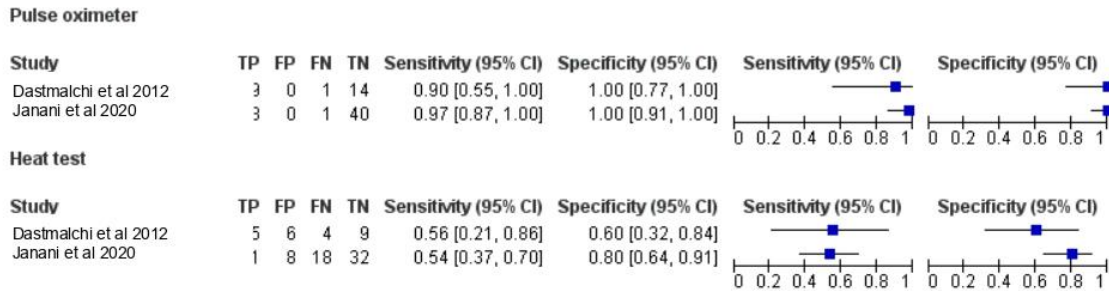 Pulse oximeter
Study TP FP FN TN Sensitivity (95% CI) Specificity (95% CI) Sensitivity (95% CI) Specificity (95% CI)
Dastmalchi et al 2012 9 0 1 14 0.90 [0.55, 1.00] 1.00 [0.77, 1.00]
Janani et al 2020 3 0 1 40 0.97 [0.87, 1.00] 1.00 [0.91, 1.00]
0 0.2 0.4 0.6 0.8 1 0 0.2 0.4 0.6 0.8 1
Heat test
Study TP FP FN TN Sensitivity (95% CI) Specificity (95% CI) Sensitivity (95% CI) Specificity (95% CI)
Dastmalchi et al 2012 5 6 4 9 0.56 [0.21, 0.86] 0.60 [0.32, 0.84]
Janani et al 2020 1 8 18 32 0.54 [0.37, 0.70] 0.80 [0.64, 0.91]
0 0.2 0.4 0.6 0.8 1 0 0.2 0.4 0.6 0.8 1